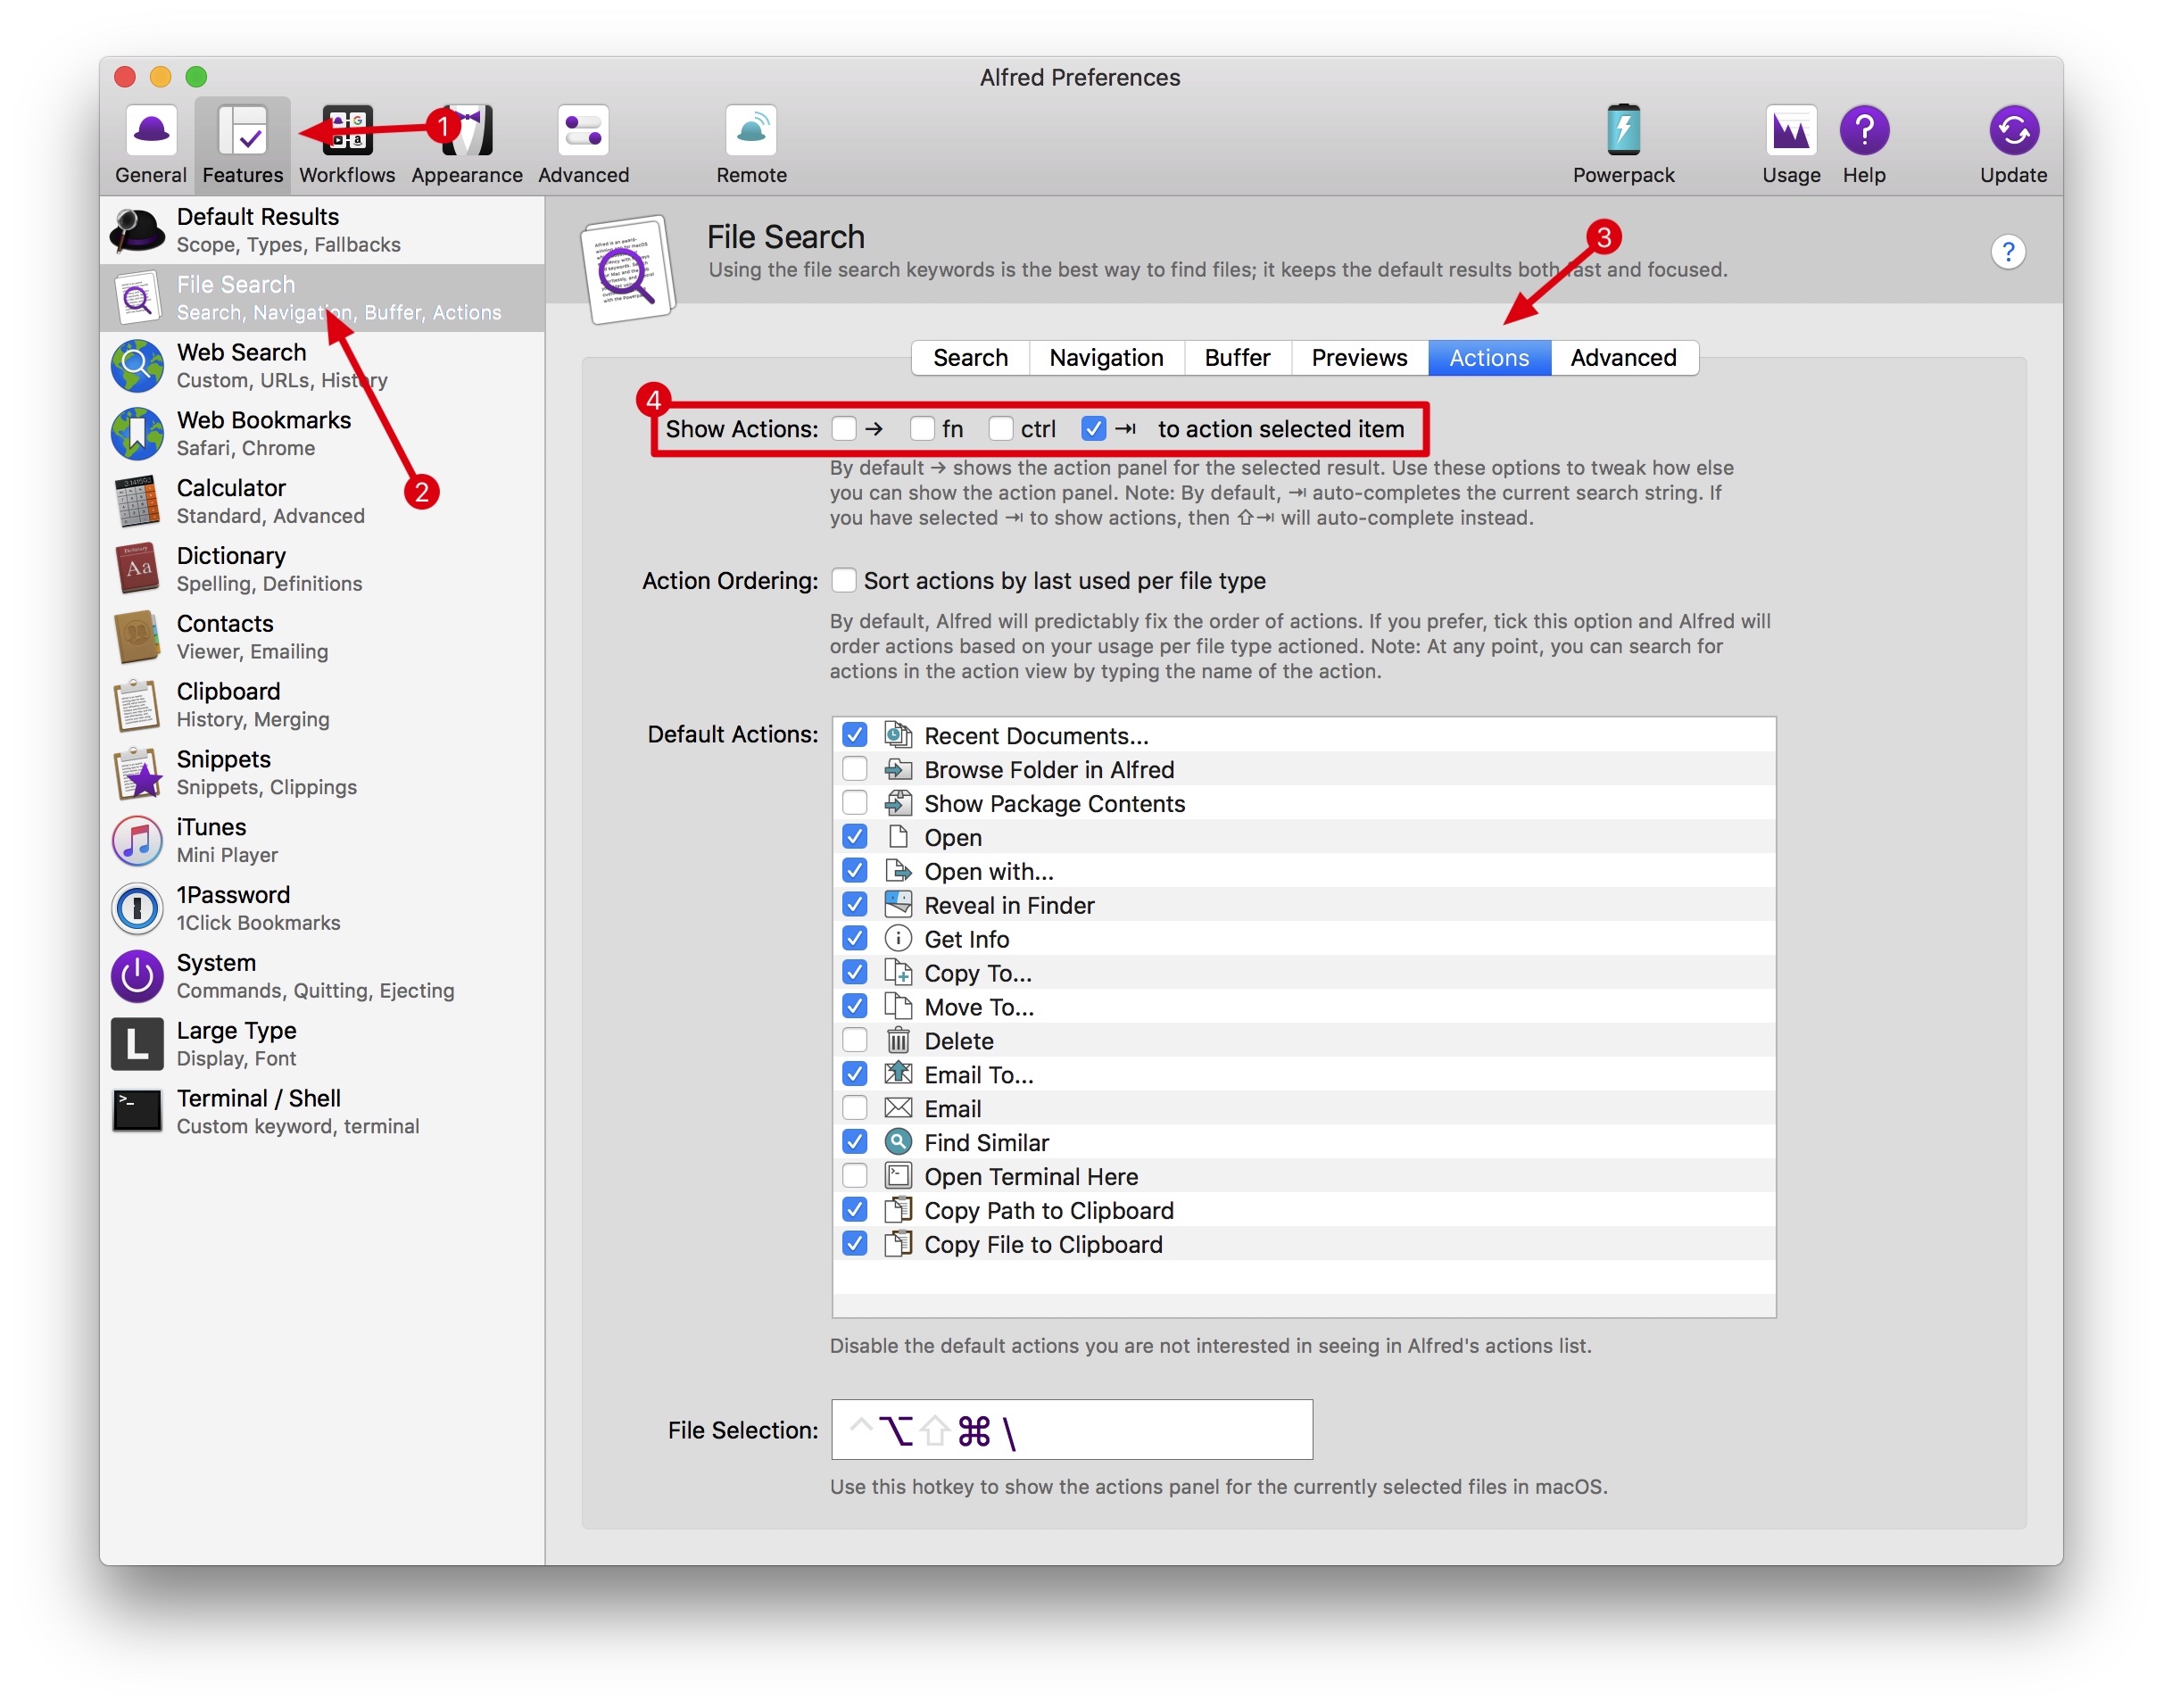 Alfred Preferences
General
Features
Workflows
Appearance
Advanced
Remote
Powerpack
Usage
Help
Update
1
Default Results
Scope, Types, Fallbacks
File Search
Search, Navigation, Buffer, Actions
Web Search
Custom, URLs, History
Web Bookmarks
Safari, Chrome
2
Calculator
Standard, Advanced
Dictionary
Spelling, Definitions
Contacts
Viewer, Emailing
Clipboard
History, Merging
Snippets
Snippets, Clippings
iTunes
Mini Player
1Password
1Click Bookmarks
System
Commands, Quitting, Ejecting
Large Type
Display, Font
Terminal / Shell
Custom keyword, terminal
File Search
Using the file search keywords is the best way to find files; it keeps the default results both fast and focused.
?
3
Search Navigation Buffer Previews Actions Advanced
4
Show Actions: → fn ctrl ⇥ to action selected item
By default → shows the action panel for the selected result. Use these options to tweak how else
you can show the action panel. Note: By default, ⇥ auto-completes the current search string. If
you have selected ⇥ to show actions, then ⇧⇥ will auto-complete instead.
Action Ordering: Sort actions by last used per file type
By default, Alfred will predictably fix the order of actions. If you prefer, tick this option and Alfred will
order actions based on your usage per file type actioned. Note: At any point, you can search for
actions in the action view by typing the name of the action.
Default Actions:
Recent Documents...
Browse Folder in Alfred
Show Package Contents
Open
Open with...
Reveal in Finder
Get Info
Copy To...
Move To...
Delete
Email To...
Email
Find Similar
Open Terminal Here
Copy Path to Clipboard
Copy File to Clipboard
Disable the default actions you are not interested in seeing in Alfred's actions list.
File Selection: ^⌥⇧⌘\
Use this hotkey to show the actions panel for the currently selected files in macOS.